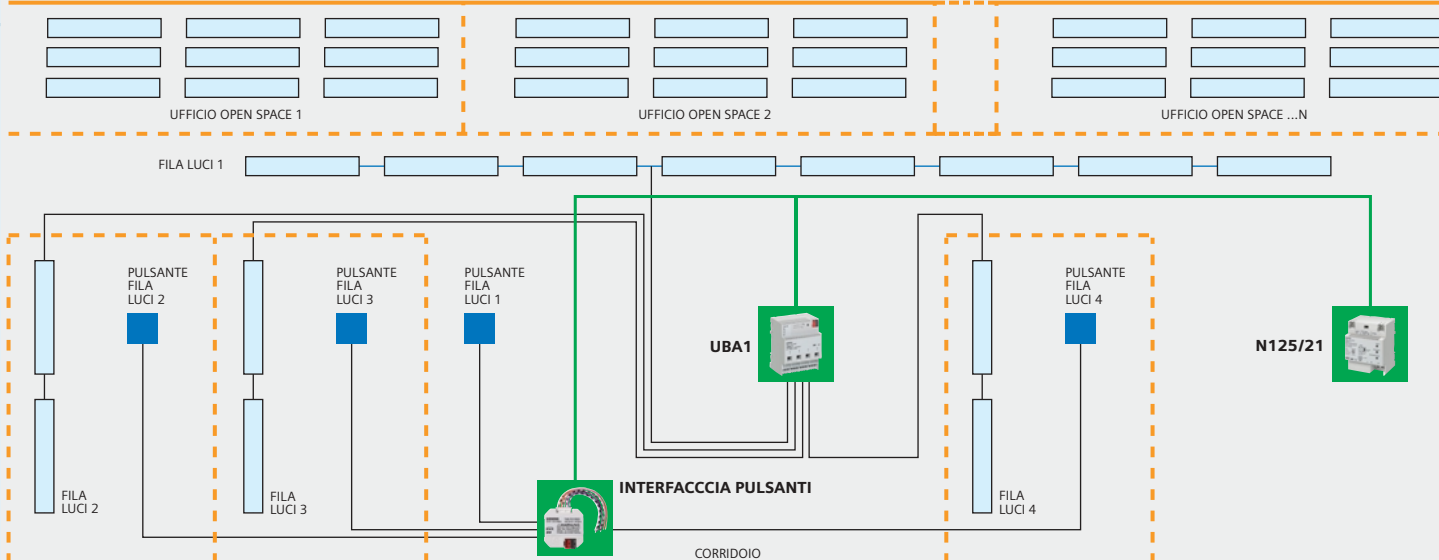 UFFICIO OPEN SPACE 1
UFFICIO OPEN SPACE 2
UFFICIO OPEN SPACE ...N
FILA LUCI 1
PULSANTE
FILA
LUCI 2
PULSANTE
FILA
LUCI 3
PULSANTE
FILA
LUCI 1
PULSANTE
FILA
LUCI 4
UBA1
N125/21
FILA
LUCI 2
FILA
LUCI 3
INTERFACCCIA PULSANTI
FILA
LUCI 4
CORRIDOIO